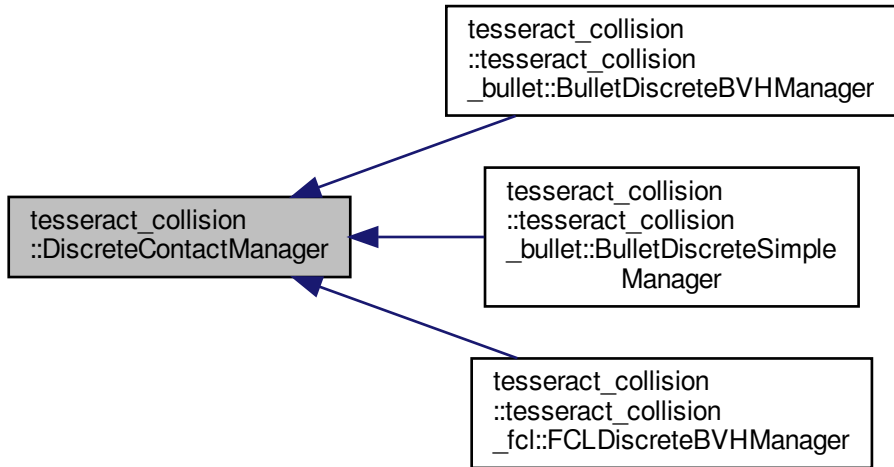 tesseract_collision
::tesseract_collision
_bullet::BulletDiscreteBVHManager
tesseract_collision
::DiscreteContactManager
tesseract_collision
::tesseract_collision
_bullet::BulletDiscreteSimple
Manager
tesseract_collision
::tesseract_collision
_fcl::FCLDiscreteBVHManager